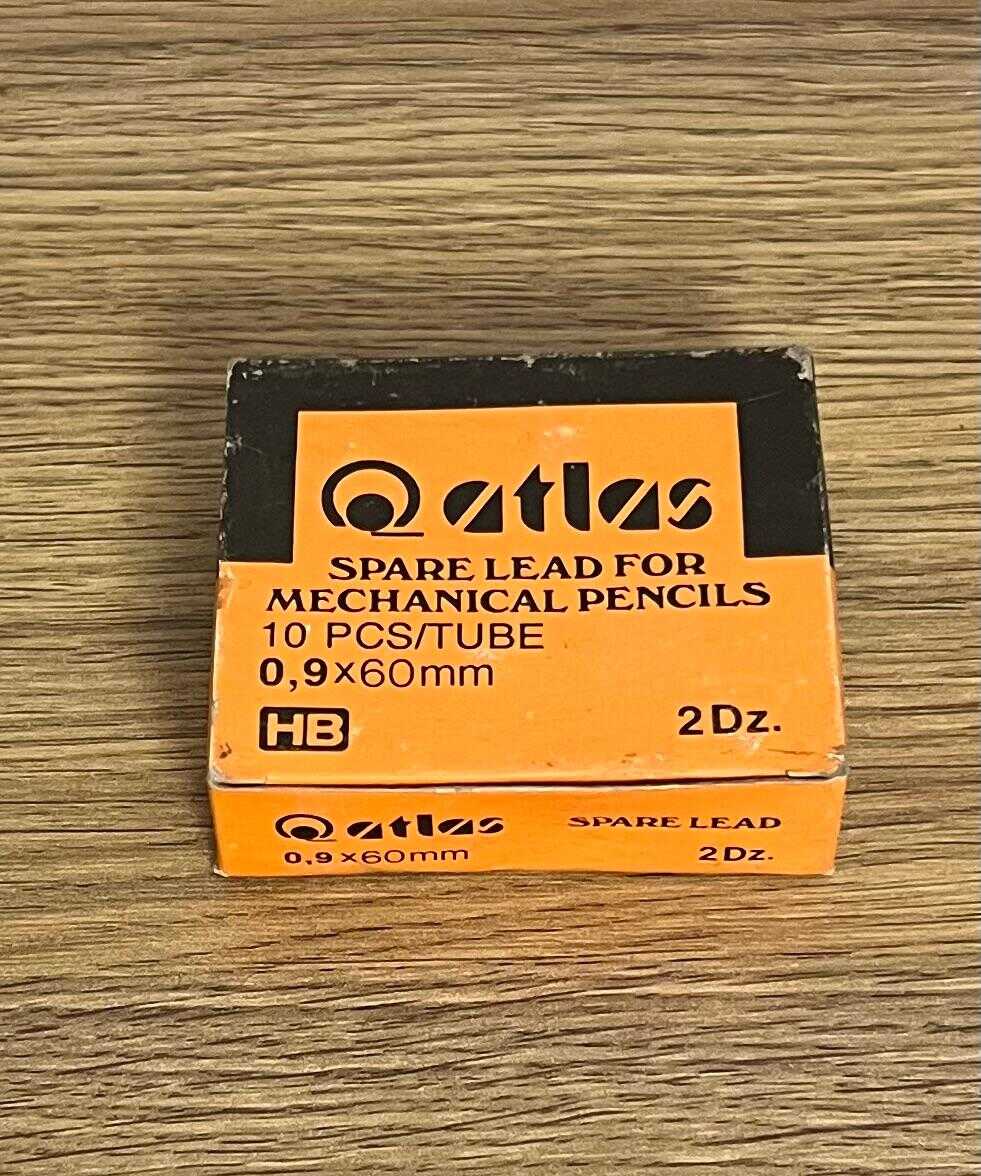 atlas
SPARE LEAD FOR
MECHANICAL PENCILS
10 PCS/TUBE
0,9x60mm
HB 2Dz.
atlas SPARE LEAD
0,9x60mm 2Dz.